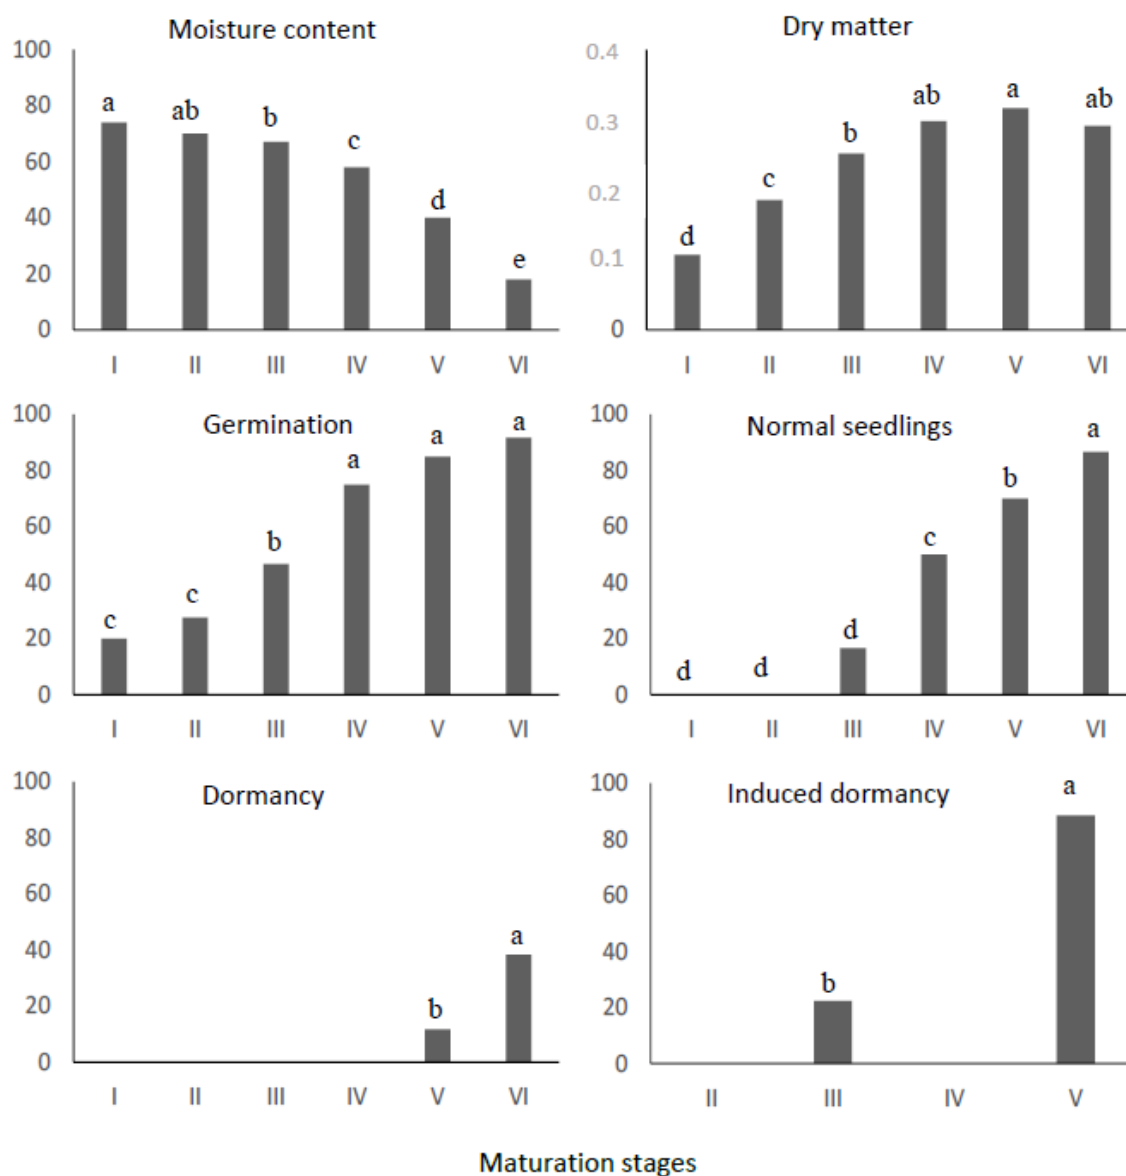 Moisture content
100
80
60
40
20
0
a
ab
b
c
d
e
I II III IV V VI
Dry matter
0.4
0.3
0.2
0.1
0
d
c
b
ab
a
ab
I II III IV V VI
Germination
100
80
60
40
20
0
c
c
b
a
a
a
I II III IV V VI
Normal seedlings
100
80
60
40
20
0
d
d
d
c
b
a
I II III IV V VI
Dormancy
100
80
60
40
20
0
b
a
I II III IV V VI
Induced dormancy
100
80
60
40
20
0
b
a
II III IV V
Maturation stages